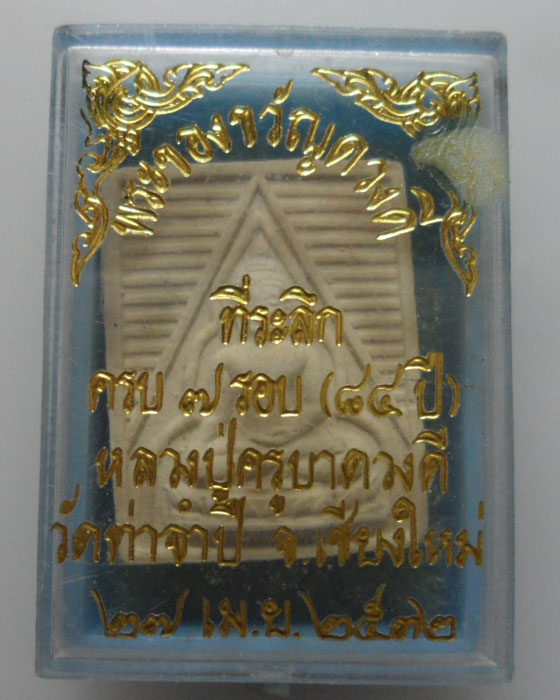 พระของขวัญดวงดี
ที่ระลึก
ครบ ๗ รอบ (๘๔ ปี)
หลวงปู่ครูบาดวงดี
วัดท่าจำปี จ.เชียงใหม่
๒๗ เม.ย. ๒๕๓๒